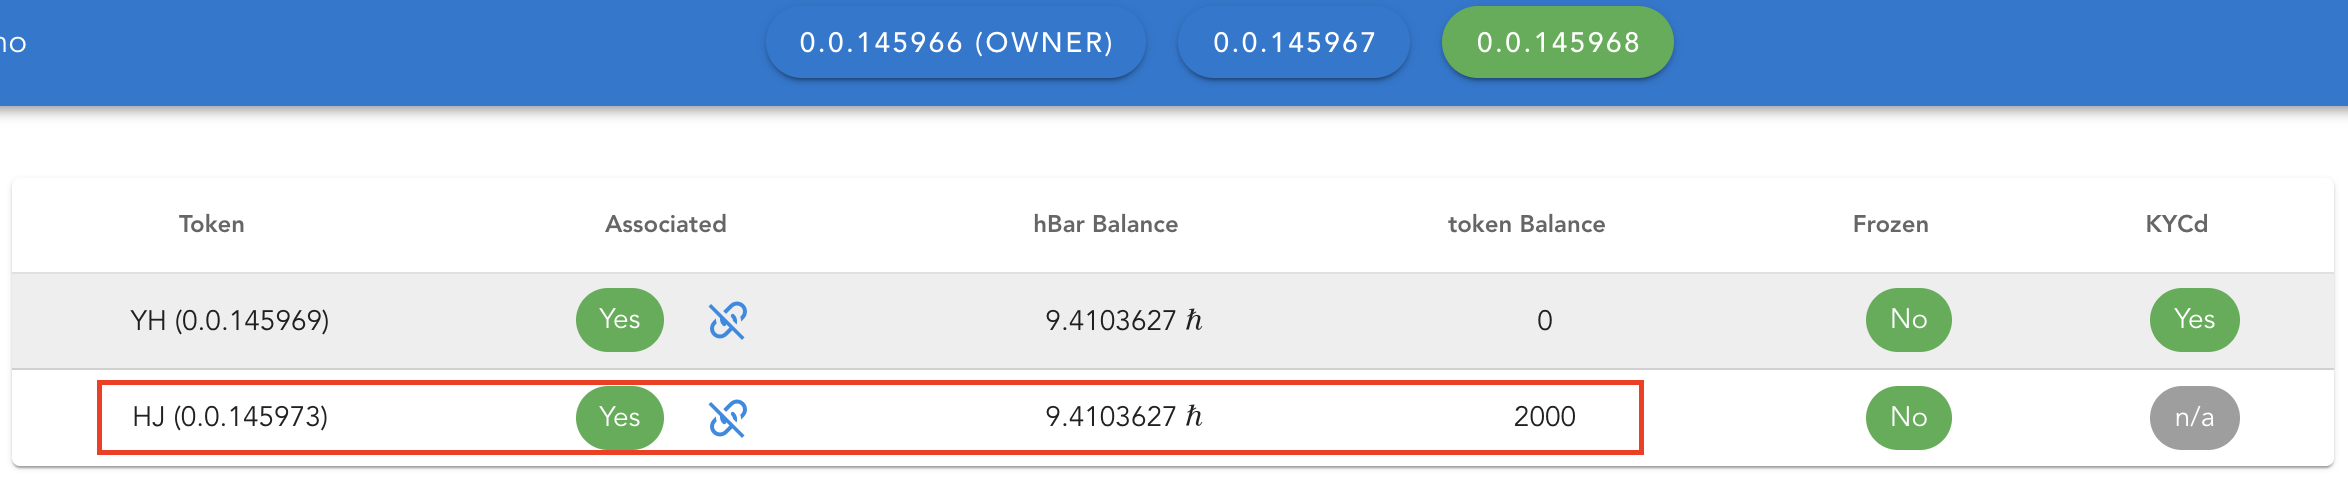 no 0.0.145966 (OWNER) 0.0.145967 0.0.145968
Token Associated hBar Balance token Balance Frozen KYCd
YH (0.0.145969) Yes 9.4103627 ℏ 0 No Yes
HJ (0.0.145973) Yes 9.4103627 ℏ 2000 No n/a